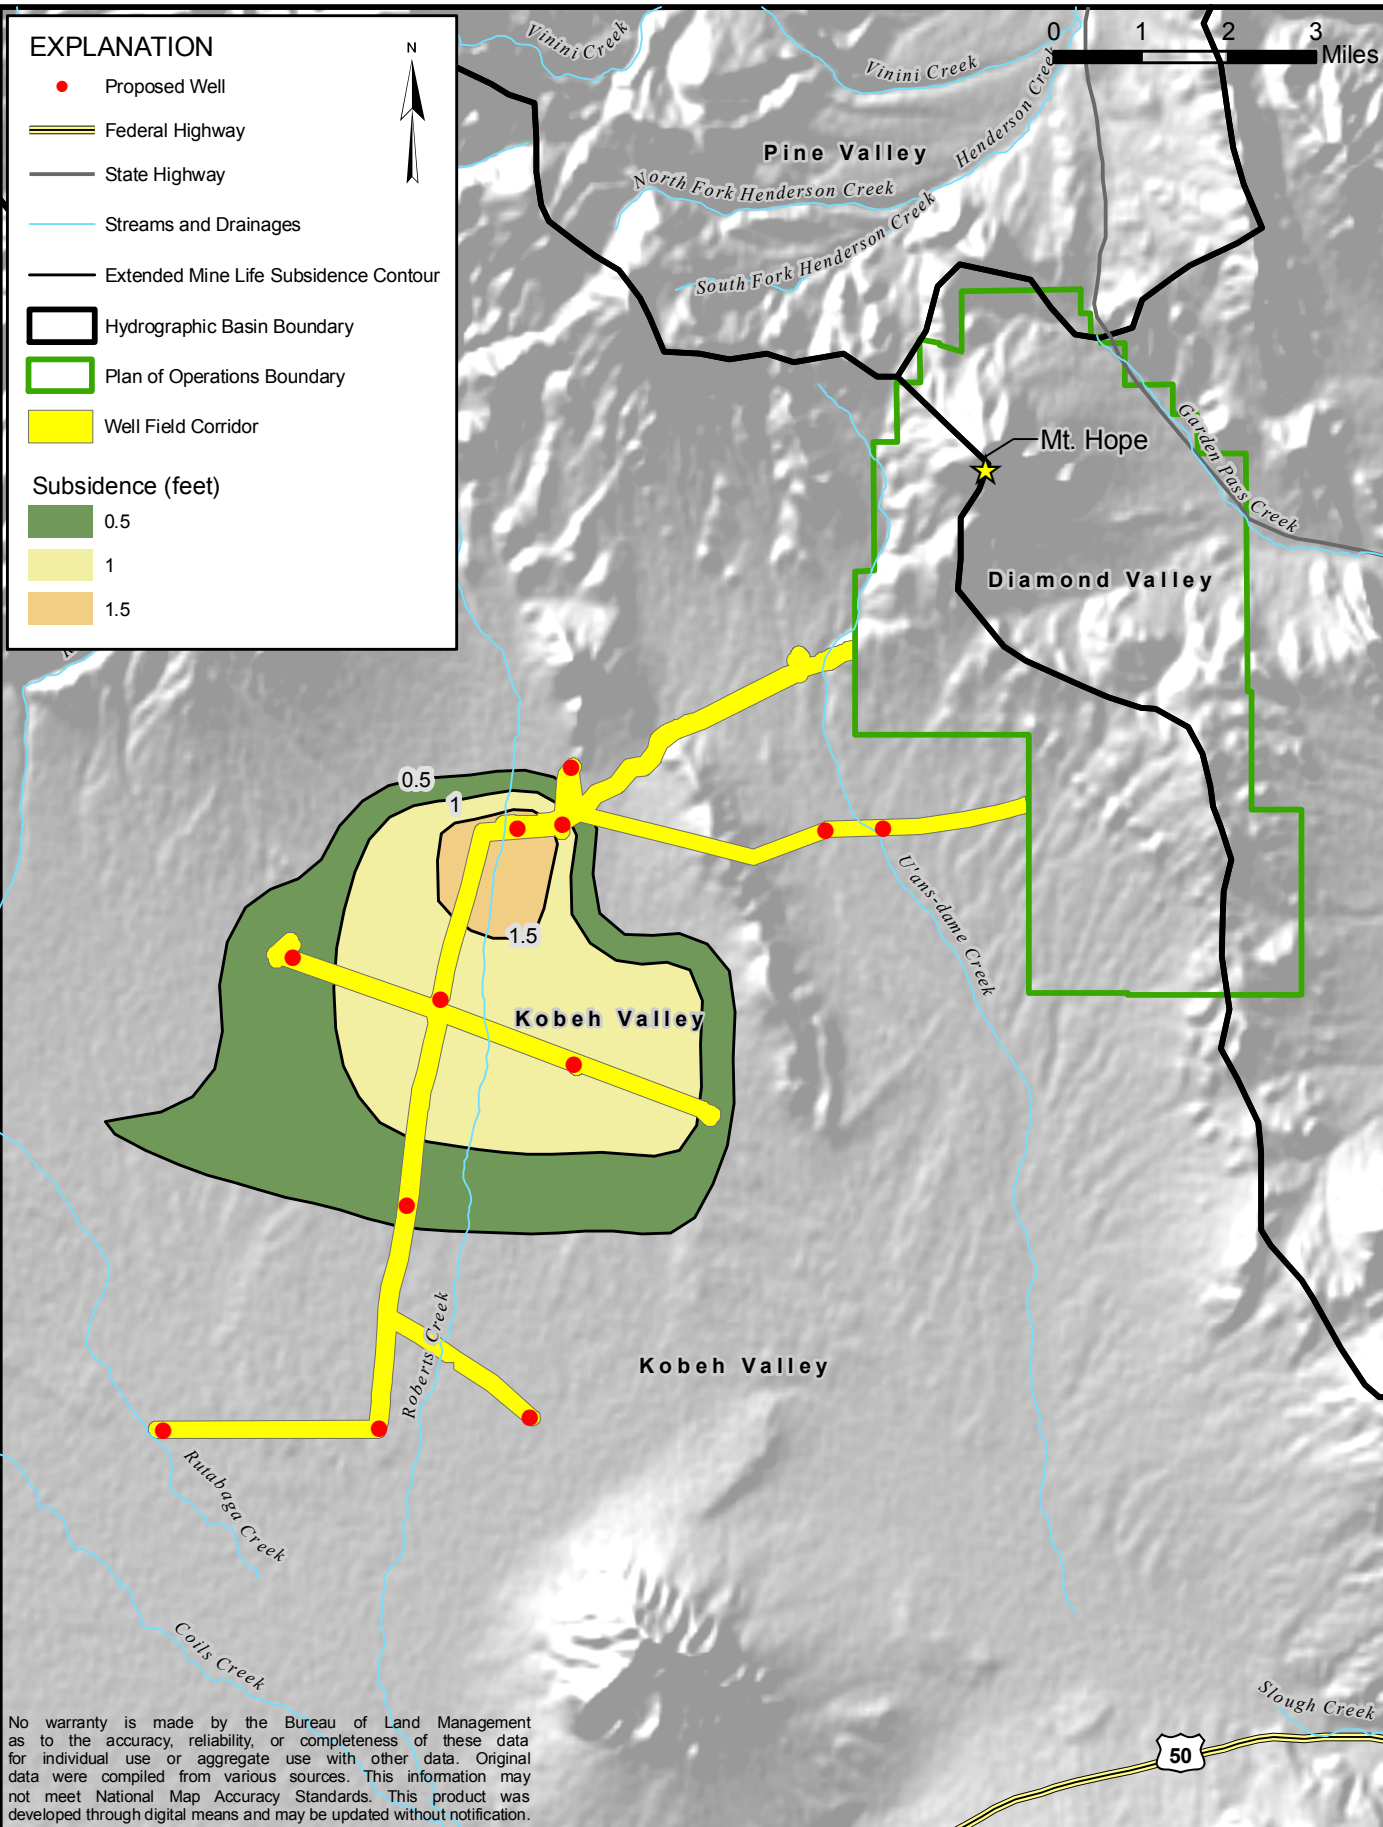 EXPLANATION
N
Proposed Well
Federal Highway
State Highway
Streams and Drainages
Extended Mine Life Subsidence Contour
Hydrographic Basin Boundary
Plan of Operations Boundary
Well Field Corridor
Subsidence (feet)
0.5
1
1.5
0 1 2 3
Miles
Vinini Creek
Vinini Creek
Henderson Creek
Pine Valley
North Fork Henderson Creek
South Fork Henderson Creek
Mt. Hope
Garden Pass Creek
Diamond Valley
0.5
1
1.5
U'ans-dame Creek
Kobeh Valley
Roberts Creek
Kobeh Valley
Rutabaga Creek
Coils Creek
Slough Creek
50
No warranty is made by the Bureau of Land Management
as to the accuracy, reliability, or completeness of these data
for individual use or aggregate use with other data. Original
data were compiled from various sources. This information may
not meet National Map Accuracy Standards. This product was
developed through digital means and may be updated without notification.